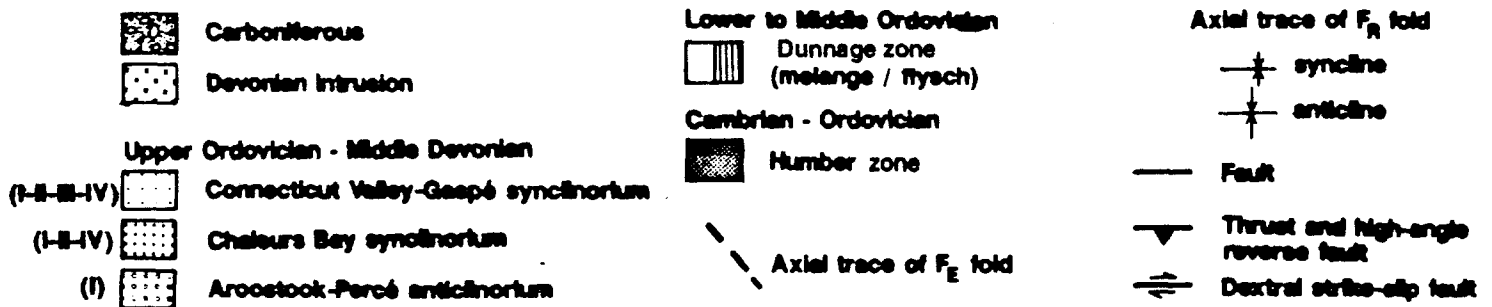 Carboniferous
Devonian Intrusion
Upper Ordovician - Middle Devonian
(I-II-III-IV) Connecticut Valley-Gaspé synclinorium
(I-II-IV) Chaleurs Bay synclinorium
(I) Aroostook-Percé anticlinorium
Lower to Middle Ordovician
Dunnage zone
(melange / flysch)
Cambrian - Ordovician
Humber zone
Axial trace of F_E fold
Axial trace of F_R fold
syncline
anticline
Fault
Thrust and high-angle
reverse fault
Dextral strike-slip fault